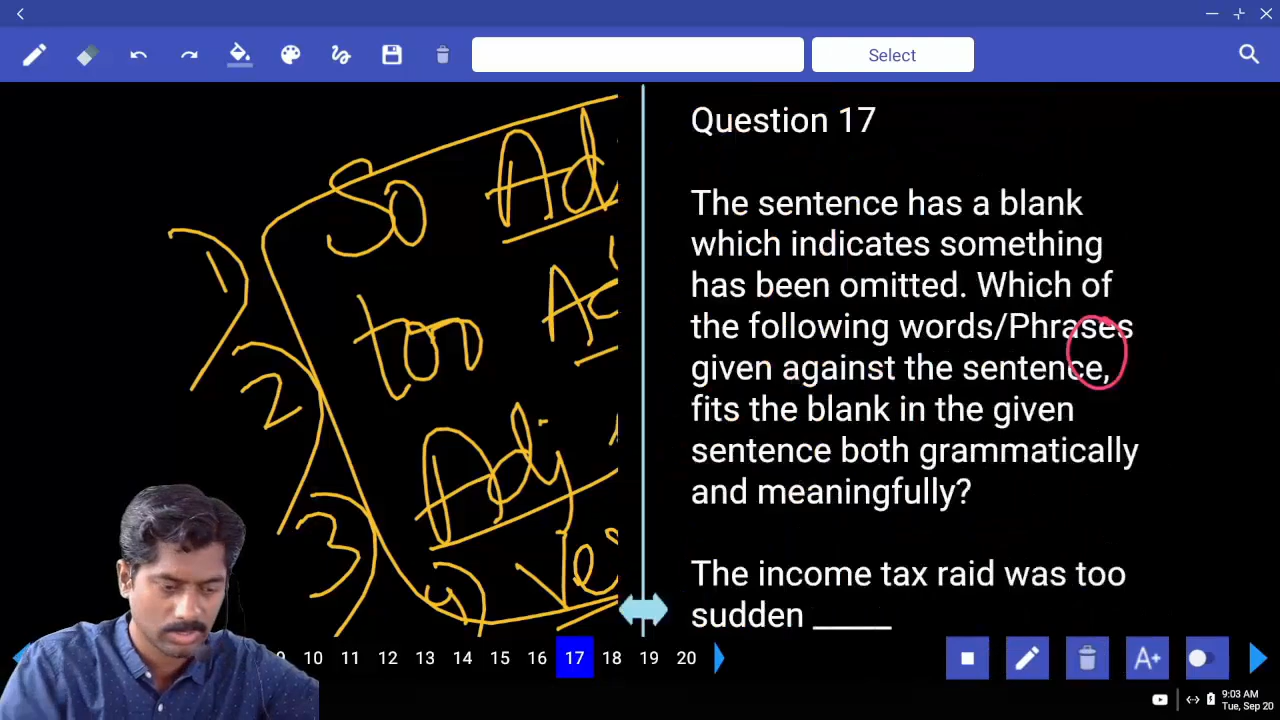 Select
1) So Ad
2) too Ad
3) Adj
4) Ve
Question 17
The sentence has a blank
which indicates something
has been omitted. Which of
the following words/Phrases
given against the sentence,
fits the blank in the given
sentence both grammatically
and meaningfully?
The income tax raid was too
sudden _____
9 10 11 12 13 14 15 16 17 18 19 20
A+
9:03 AM
Tue, Sep 20